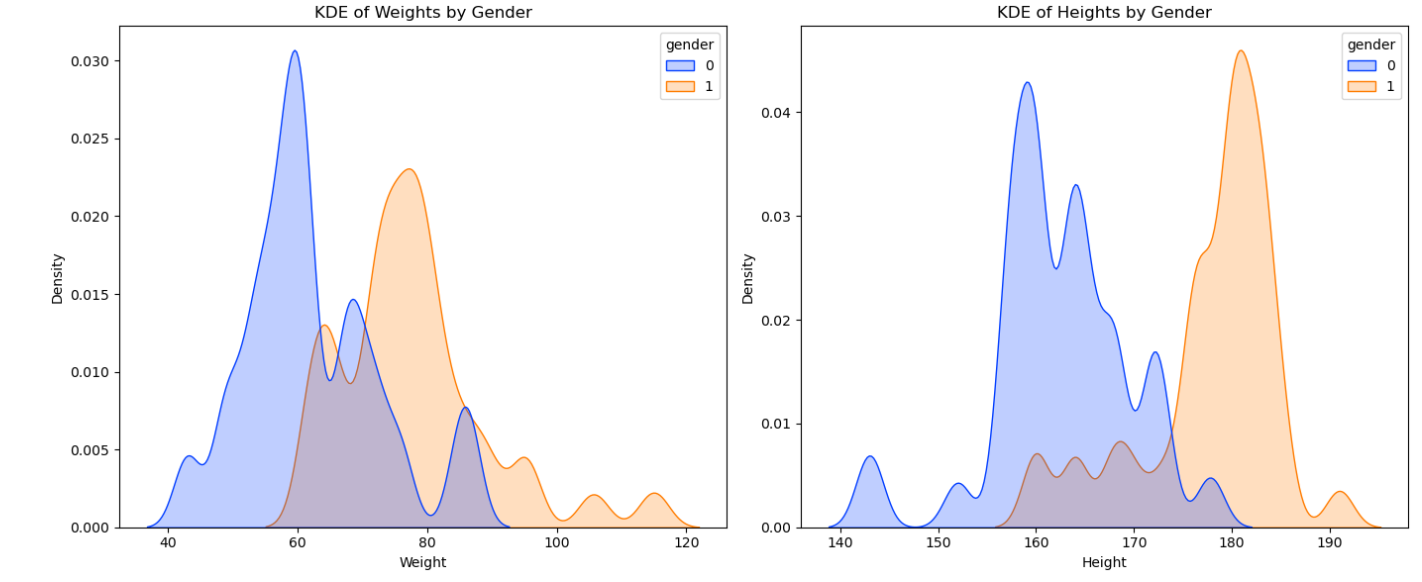 KDE of Weights by Gender
gender
0
1
0.030
0.025
0.020
0.015
0.010
0.005
0.000
Density
40 60 80 100 120
Weight
KDE of Heights by Gender
gender
0
1
0.04
0.03
0.02
0.01
0.00
Density
140 150 160 170 180 190
Height